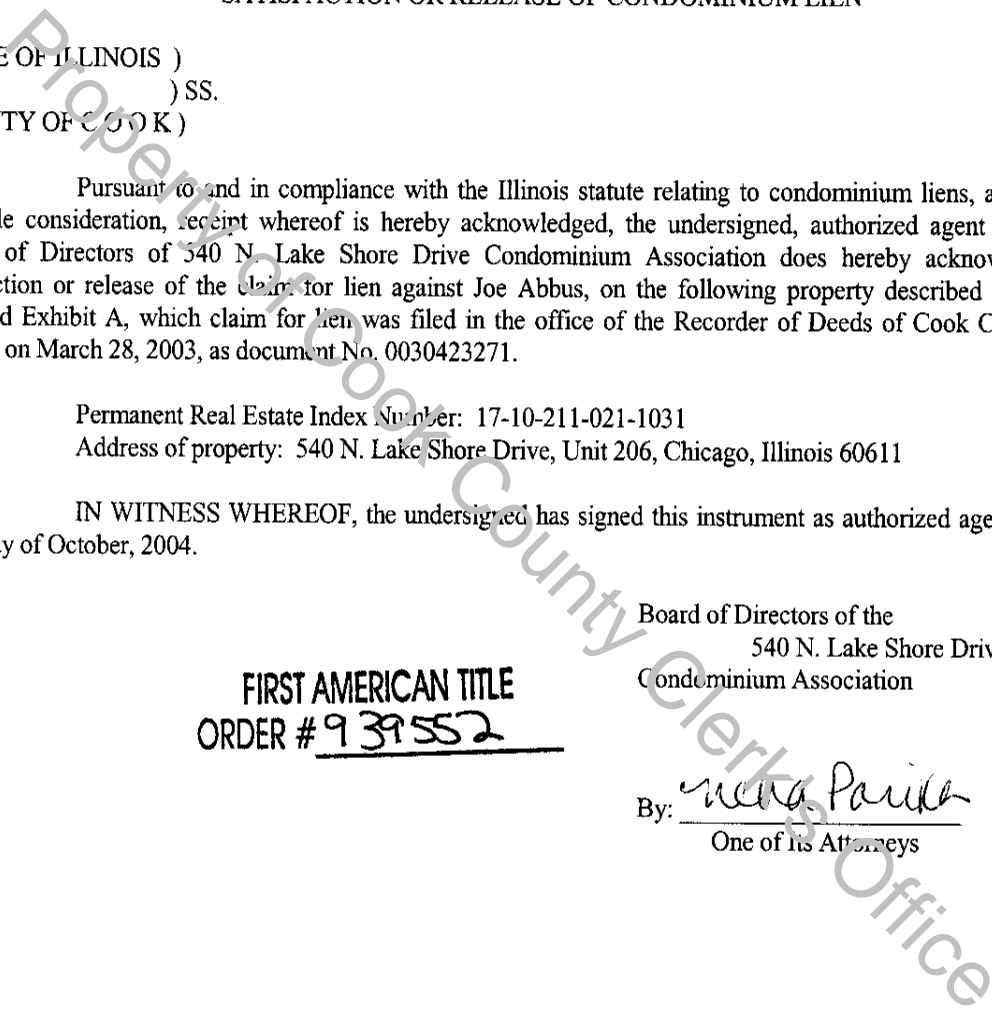 SATISFACTION OR RELEASE OF CONDOMINIUM LIEN
E OF ILLINOIS )
) SS.
TY OF COOK )
Pursuant to and in compliance with the Illinois statute relating to condominium liens, a
le consideration, receipt whereof is hereby acknowledged, the undersigned, authorized agent
of Directors of 540 N. Lake Shore Drive Condominium Association does hereby acknow
ction or release of the claim for lien against Joe Abbus, on the following property described
d Exhibit A, which claim for lien was filed in the office of the Recorder of Deeds of Cook C
on March 28, 2003, as document No. 0030423271.
Permanent Real Estate Index Number: 17-10-211-021-1031
Address of property: 540 N. Lake Shore Drive, Unit 206, Chicago, Illinois 60611
IN WITNESS WHEREOF, the undersigned has signed this instrument as authorized age
y of October, 2004.
Board of Directors of the
540 N. Lake Shore Driv
Condominium Association
FIRST AMERICAN TITLE
ORDER # 939552
By:
One of Its Attorneys
Property of Cook County Clerk's Office